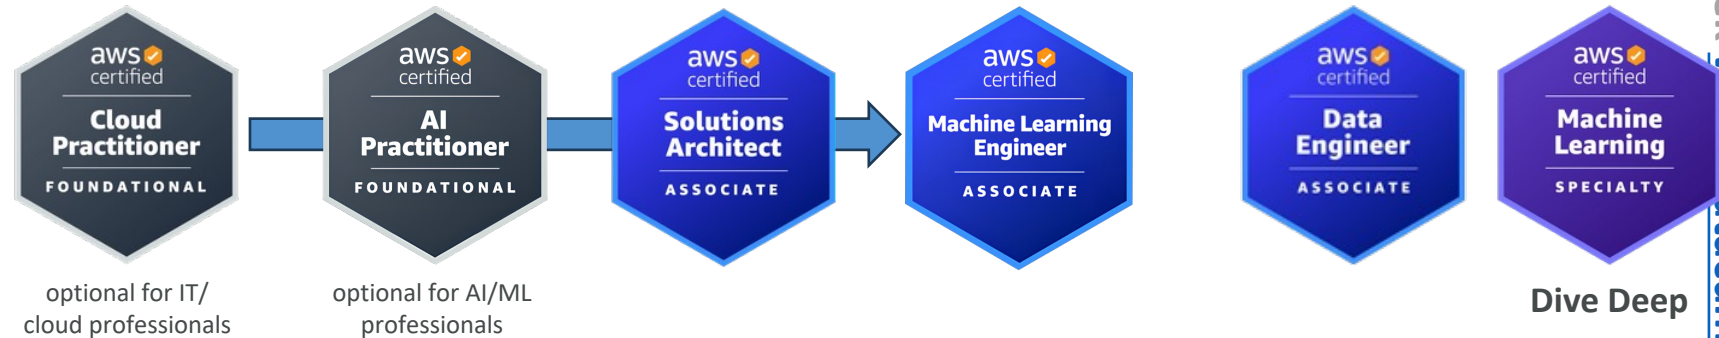 aws
certified
Cloud
Practitioner
FOUNDATIONAL
optional for IT/
cloud professionals
aws
certified
AI
Practitioner
FOUNDATIONAL
optional for AI/ML
professionals
aws
certified
Solutions
Architect
ASSOCIATE
aws
certified
Machine Learning
Engineer
ASSOCIATE
aws
certified
Data
Engineer
ASSOCIATE
aws
certified
Machine
Learning
SPECIALTY
Dive Deep